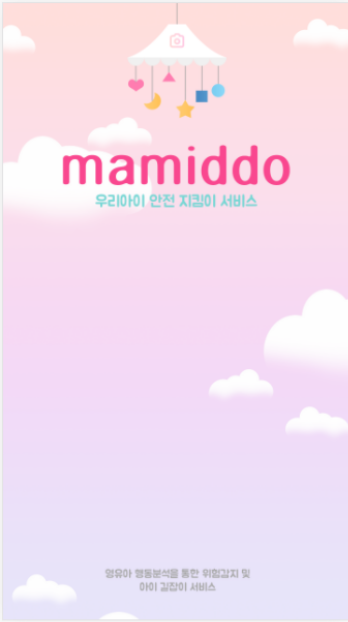 mamiddo
우리아이 안전 지킴이 서비스
영유아 행동분석을 통한 위험감지 및
아이 길잡이 서비스